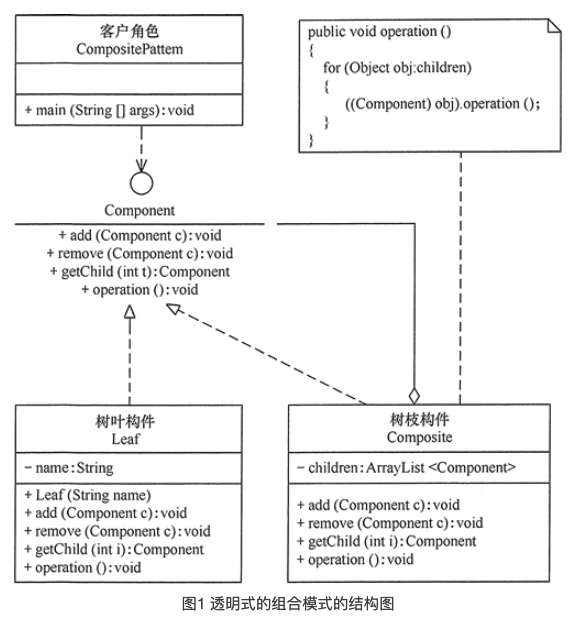 客户角色
CompositePattem
+ main (String [] args): void
public void operation ()
{
for (Object obj:children)
{
((Component) obj).operation ();
}
}
Component
+ add (Component c): void
+ remove (Component c): void
+ getChild (int t): Component
+ operation (): void
树叶构件
Leaf
− name: String
+ Leaf (String name)
+ add (Component c): void
+ remove (Component c): void
+ getChild (int i): Component
+ operation (): void
树枝构件
Composite
− children: ArrayList <Component>
+ add (Component c): void
+ remove (Component c): void
+ getChild (int i): Component
+ operation (): void
图1 透明式的组合模式的结构图